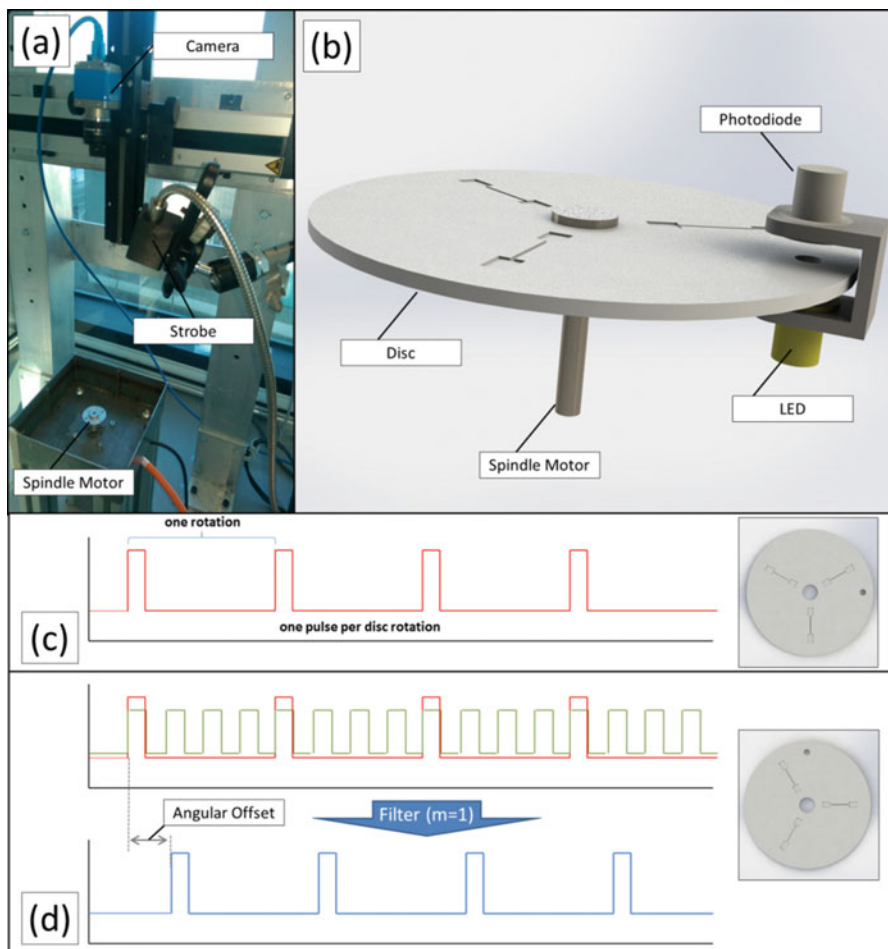 (a)
Camera
Strobe
Spindle Motor
(b)
Photodiode
Disc
LED
Spindle Motor
one rotation
one pulse per disc rotation
(c)
Angular Offset
Filter (m=1)
(d)